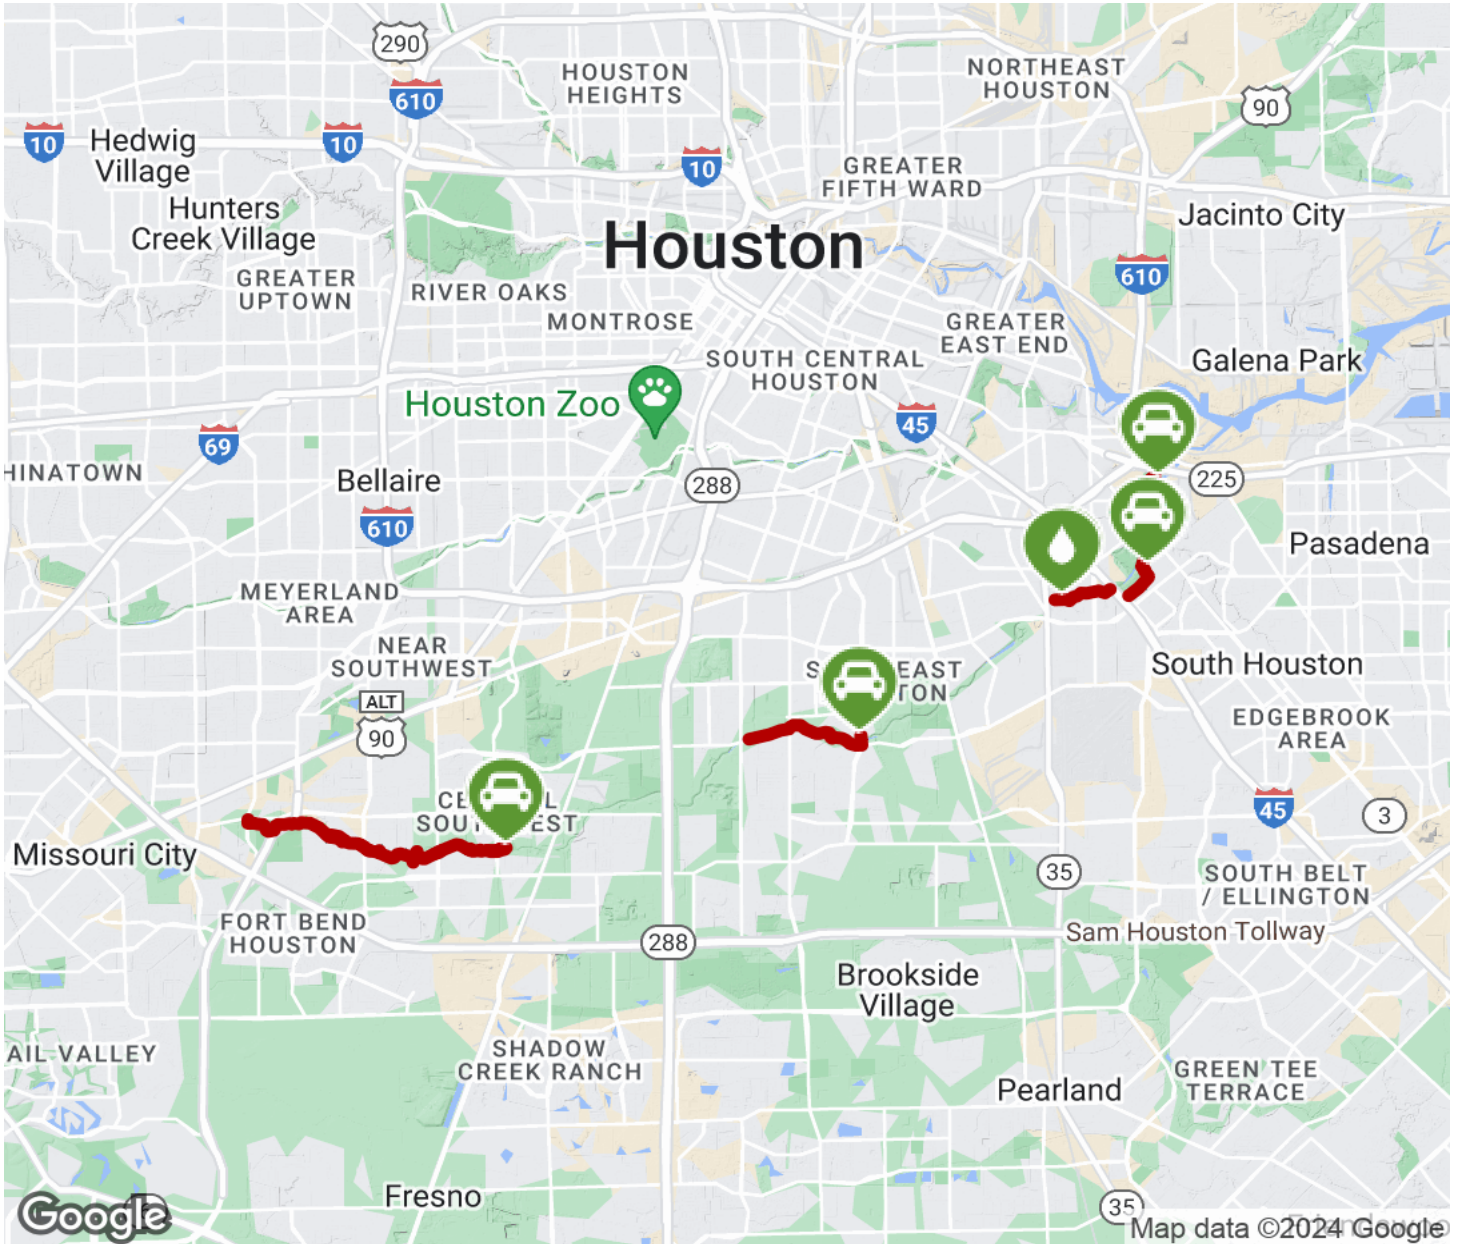 290
610
HOUSTON
HEIGHTS
NORTHEAST
HOUSTON
90
10
Hedwig
Village
10
10
GREATER
FIFTH WARD
Hunters
Creek Village
Jacinto City
Houston
GREATER
UPTOWN
RIVER OAKS
610
MONTROSE
GREATER
EAST END
SOUTH CENTRAL
HOUSTON
Galena Park
Houston Zoo
45
69
HINATOWN
Bellaire
288
225
610
Pasadena
MEYERLAND
AREA
NEAR
SOUTHWEST
South Houston
ALT
90
EDGEBROOK
AREA
45
3
Missouri City
35
SOUTH BELT
/ ELLINGTON
FORT BEND
HOUSTON
288
Sam Houston Tollway
Brookside
Village
AIL VALLEY
SHADOW
CREEK RANCH
GREEN TEE
TERRACE
Pearland
Fresno
35
Google
Map data ©2024 Google